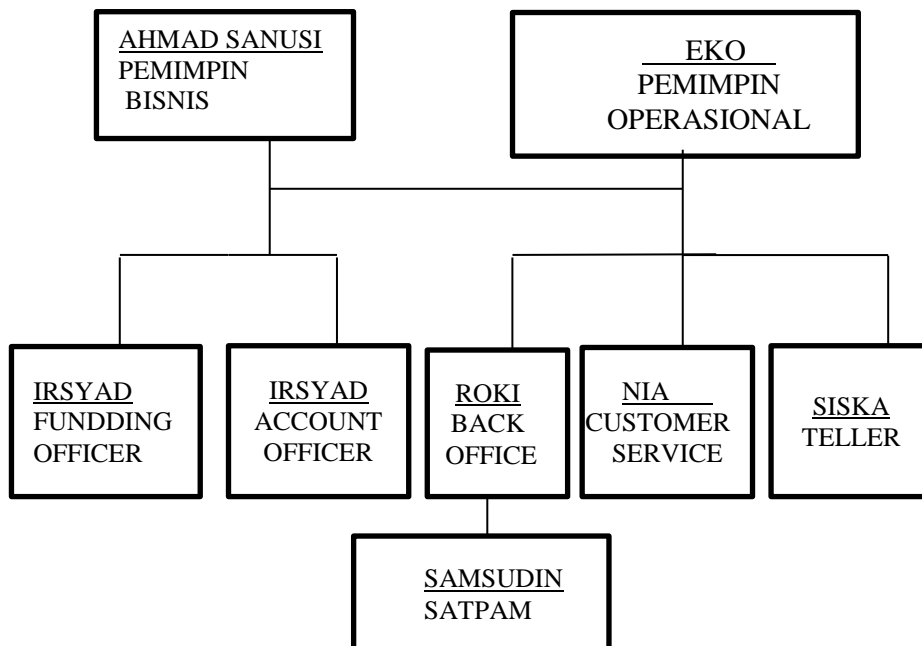 AHMAD SANUSI
PEMIMPIN
BISNIS
EKO
PEMIMPIN
OPERASIONAL
IRSYAD
FUNDDING
OFFICER
IRSYAD
ACCOUNT
OFFICER
ROKI
BACK
OFFICE
NIA
CUSTOMER
SERVICE
SISKA
TELLER
SAMSUDIN
SATPAM